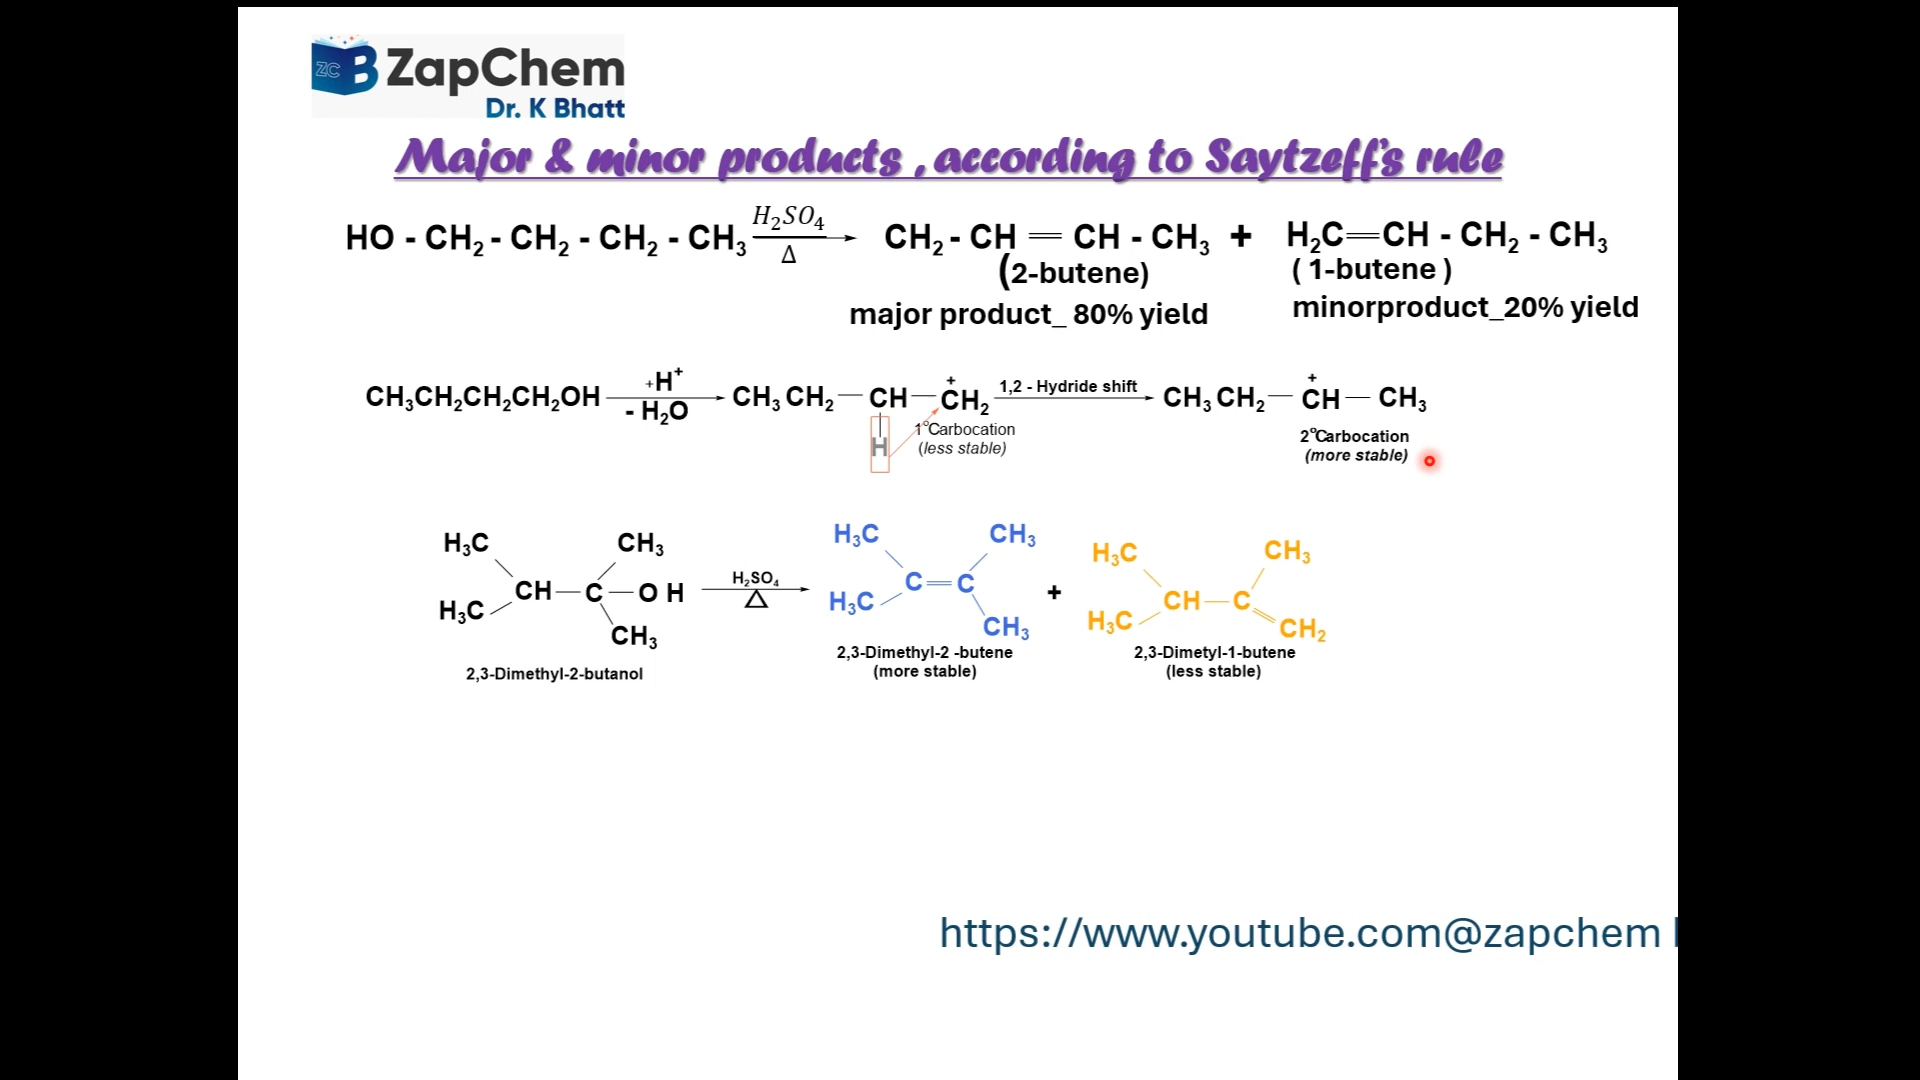 ZC B ZapChem
Dr. K Bhatt
Major & minor products , according to Saytzeff's rule
HO - CH₂ - CH₂ - CH₂ - CH₃ H₂SO₄ Δ → CH₂ - CH = CH - CH₃ + H₂C=CH - CH₂ - CH₃
(2-butene) ( 1-butene )
major product_ 80% yield minorproduct_20% yield
CH₃CH₂CH₂CH₂OH +H⁺ - H₂O → CH₃ CH₂ — CH — CH₂ + 1,2 - Hydride shift → CH₃ CH₂ — CH — CH₃ +
H
1°Carbocation
(less stable)
2°Carbocation
(more stable)
H₃C CH₃
CH — C — O H
H₃C CH₃
2,3-Dimethyl-2-butanol
H₂SO₄
△
H₃C CH₃
C = C
H₃C CH₃
2,3-Dimethyl-2 -butene
(more stable)
+
H₃C CH₃
CH — C
H₃C CH₂
2,3-Dimetyl-1-butene
(less stable)
https://www.youtube.com@zapchem